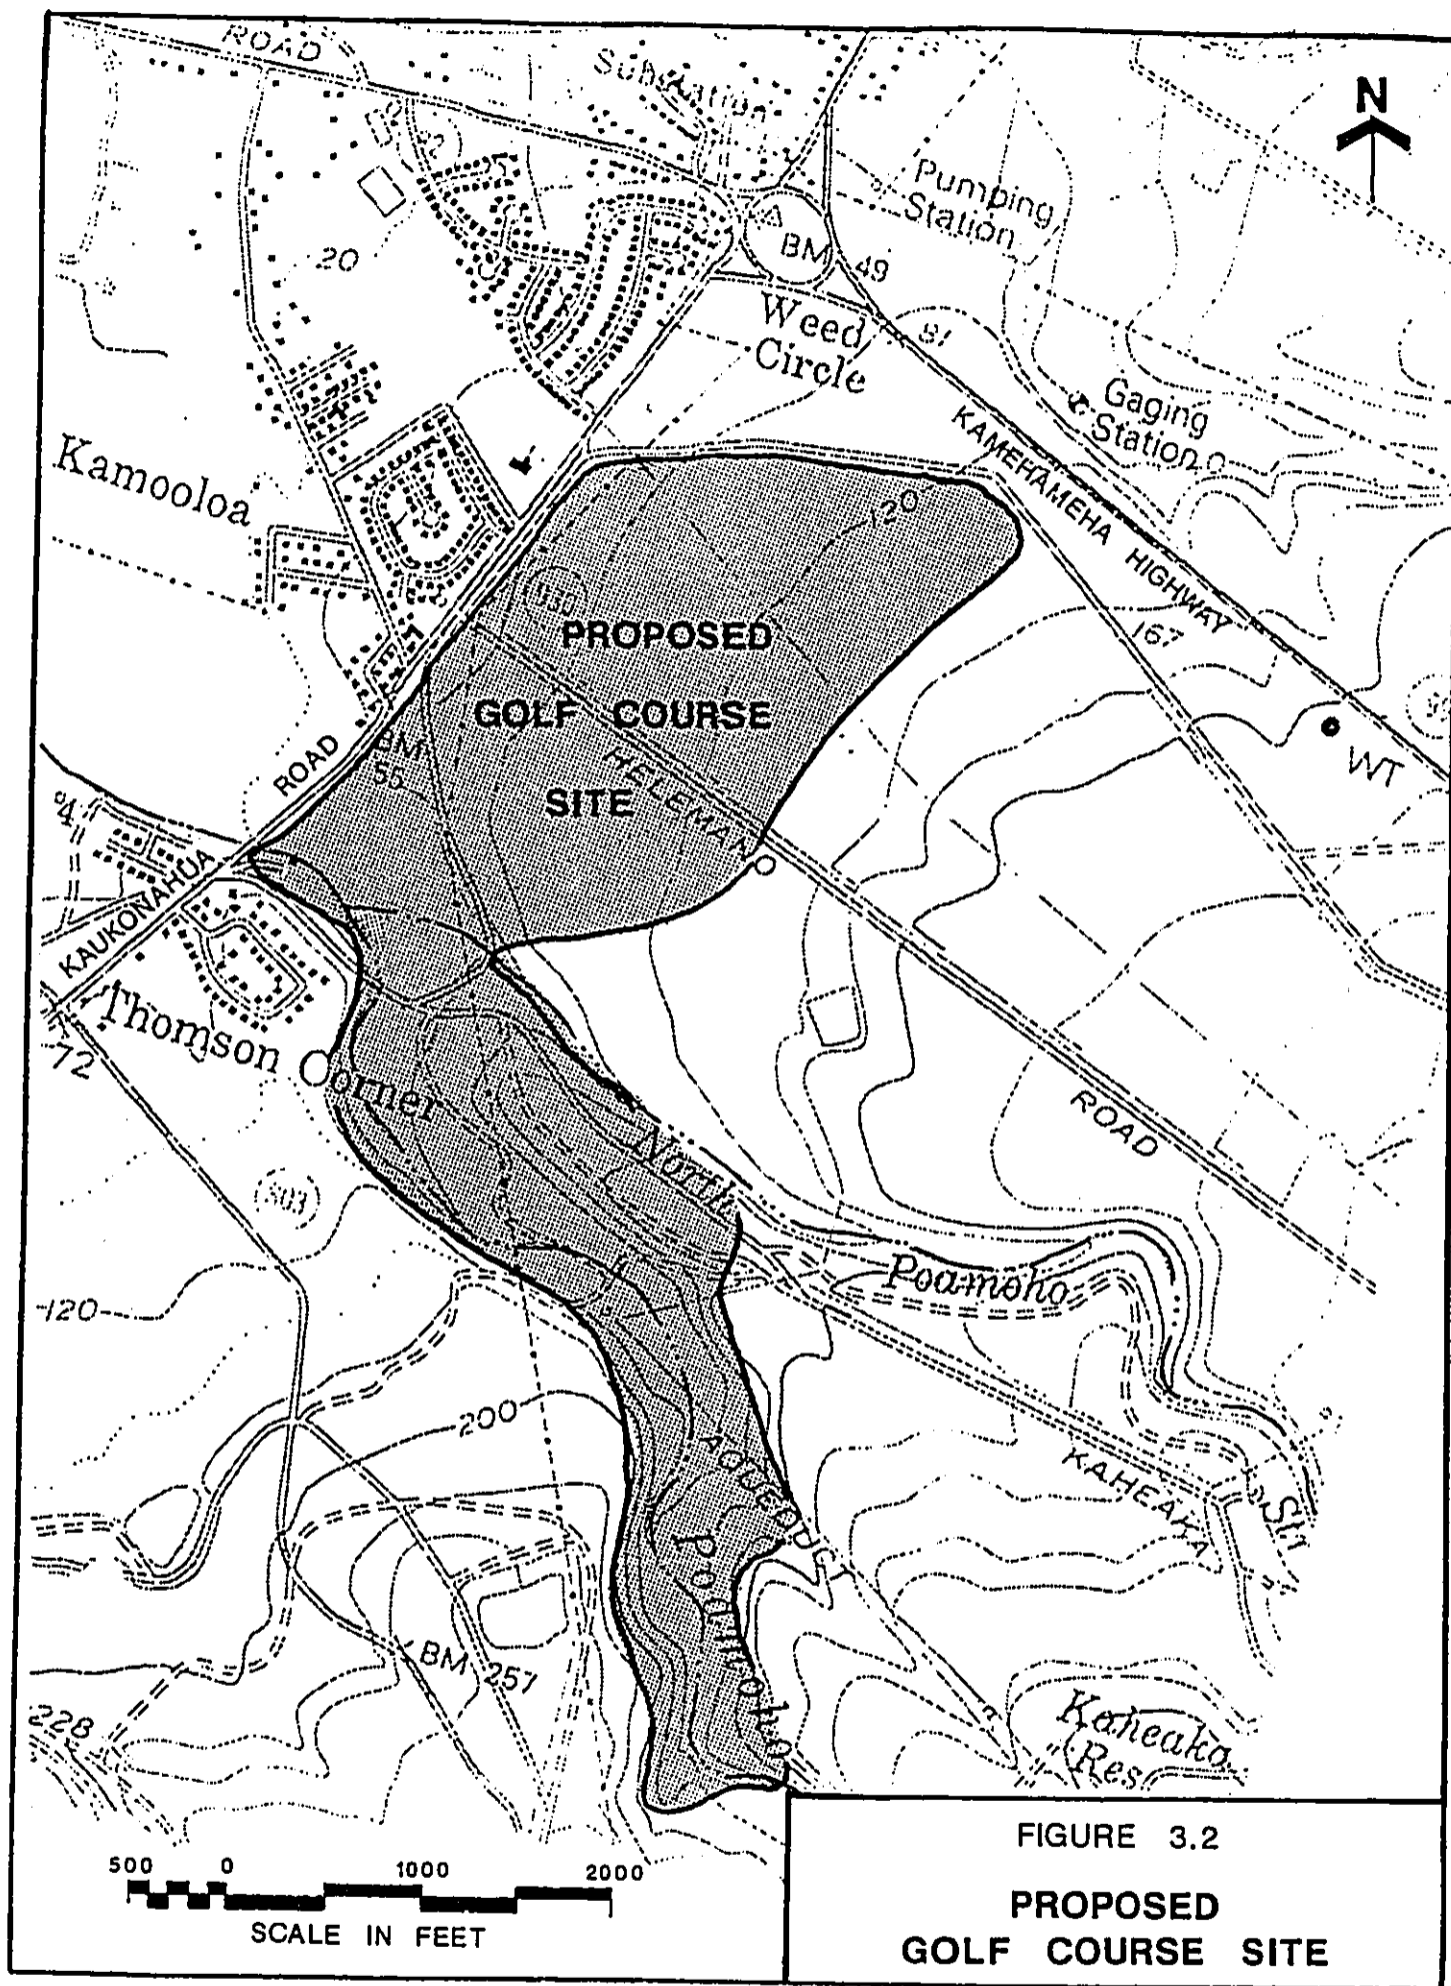 ROAD
Substation
N
Pumping
Station
20
BM 49
Weed
Circle
81
Gaging
Station
KAMEHAMEHA HIGHWAY
Kamooloa
120
930
PROPOSED
167
GOLF COURSE
HELEMANO
ROAD
BM
55
SITE
WT
KAUKONAHUA
ROAD
Thomson Corner
72
North
803
Poamoho
120
200
AQUEDUCT
KAHEAKA
Str
Poamoho
BM 257
228
Kaheaka
Res
FIGURE 3.2
500 0 1000 2000
SCALE IN FEET
PROPOSED
GOLF COURSE SITE